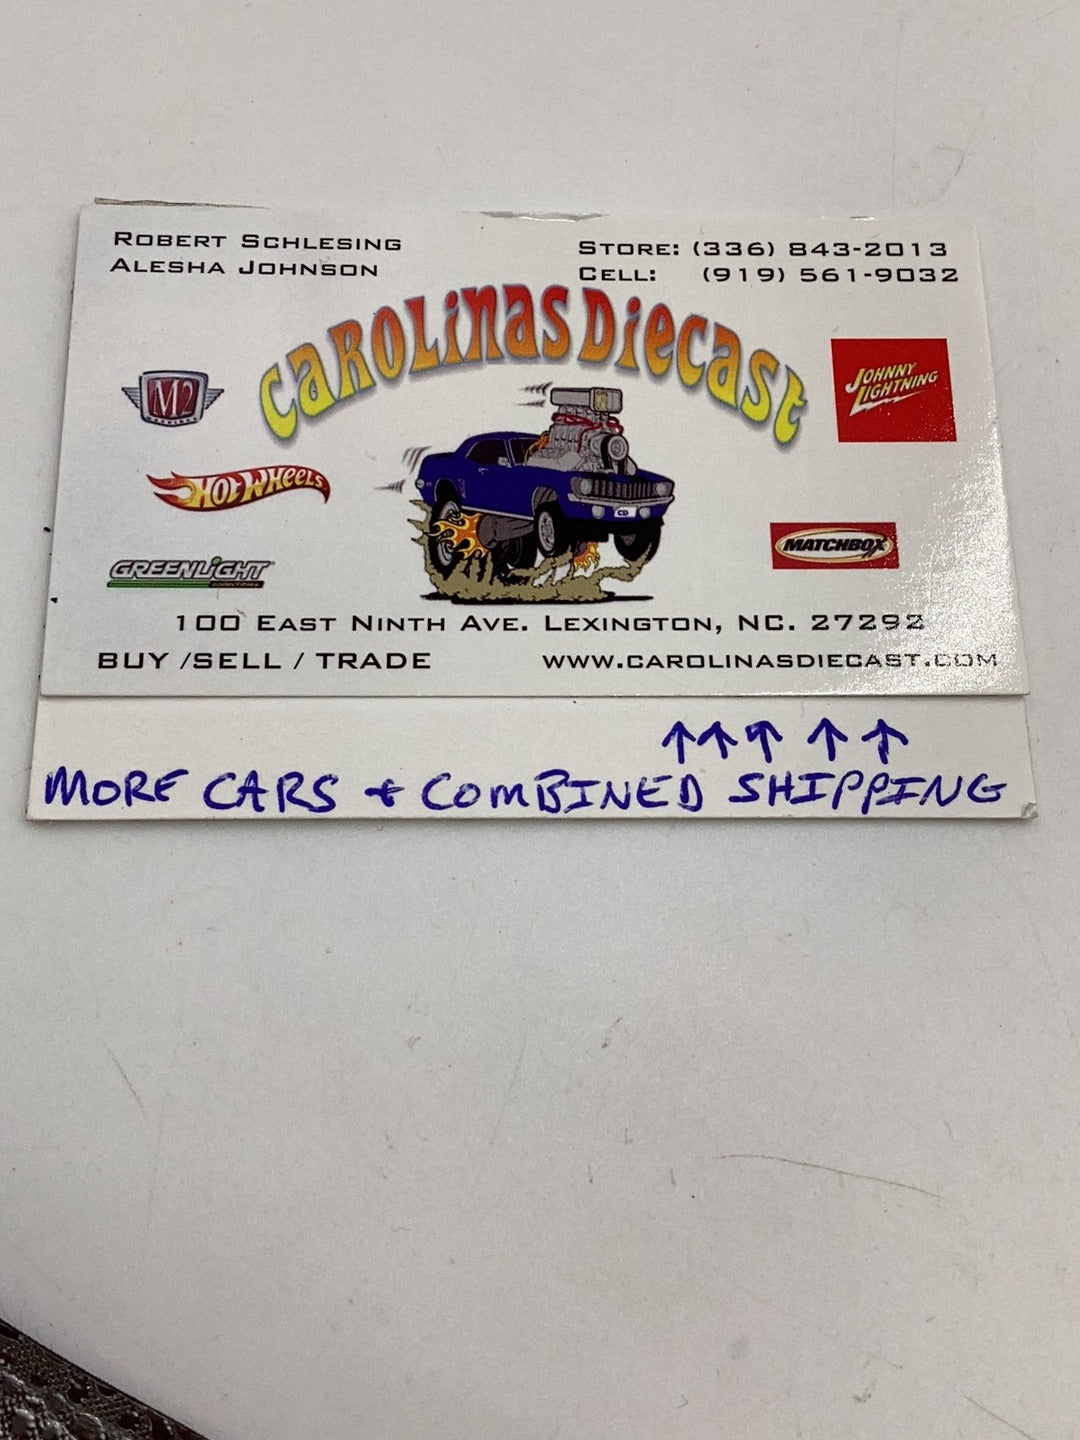 ROBERT SCHLESING
ALESHA JOHNSON
STORE: (336) 843-2013
CELL: (919) 561-9032
CAROLINAS DIECAST
M2
MACHINES
JOHNNY
LIGHTNING
HOT WHEELS
CD
MATCHBOX
GREENLIGHT
COLLECTIBLES
100 EAST NINTH AVE. LEXINGTON, NC. 27292
BUY /SELL / TRADE
WWW.CAROLINASDIECAST.COM
↑↑↑ ↑ ↑
MORE CARS + COMBINED SHIPPING